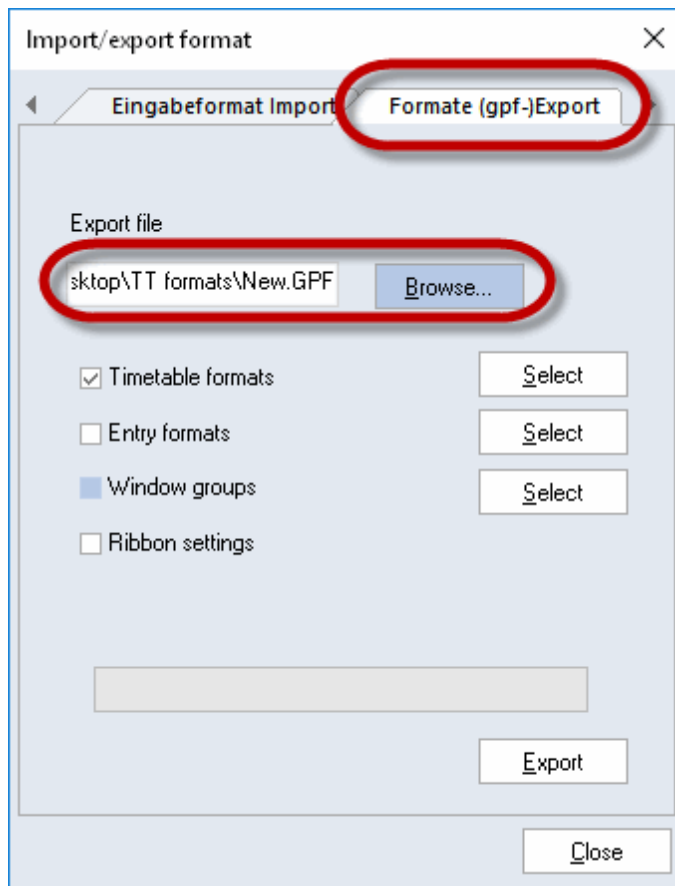 Import/export format
Eingabeformat Import
Formate (gpf-)Export
Export file
sktop\TT formats\New.GPF
Browse...
Timetable formats
Select
Entry formats
Select
Window groups
Select
Ribbon settings
Export
Close